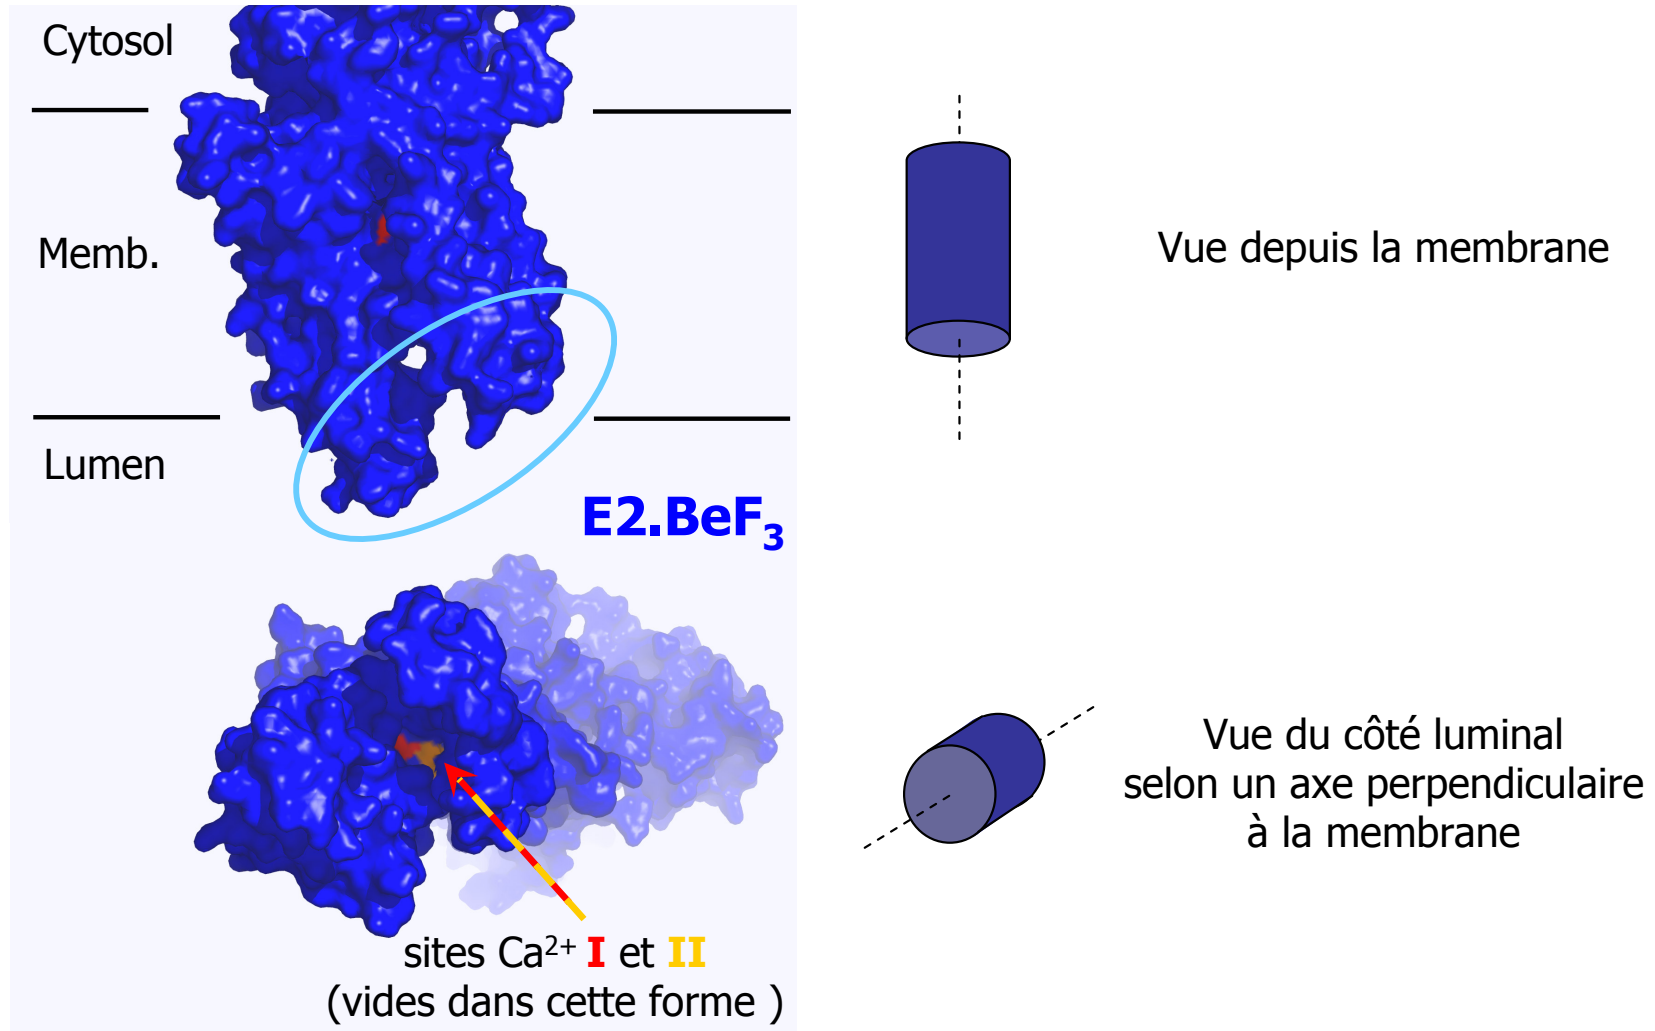 Cytosol
Memb.
Vue depuis la membrane
Lumen
E2.BeF₃
Vue du côté luminal
selon un axe perpendiculaire
à la membrane
sites Ca²⁺ I et II
(vides dans cette forme )